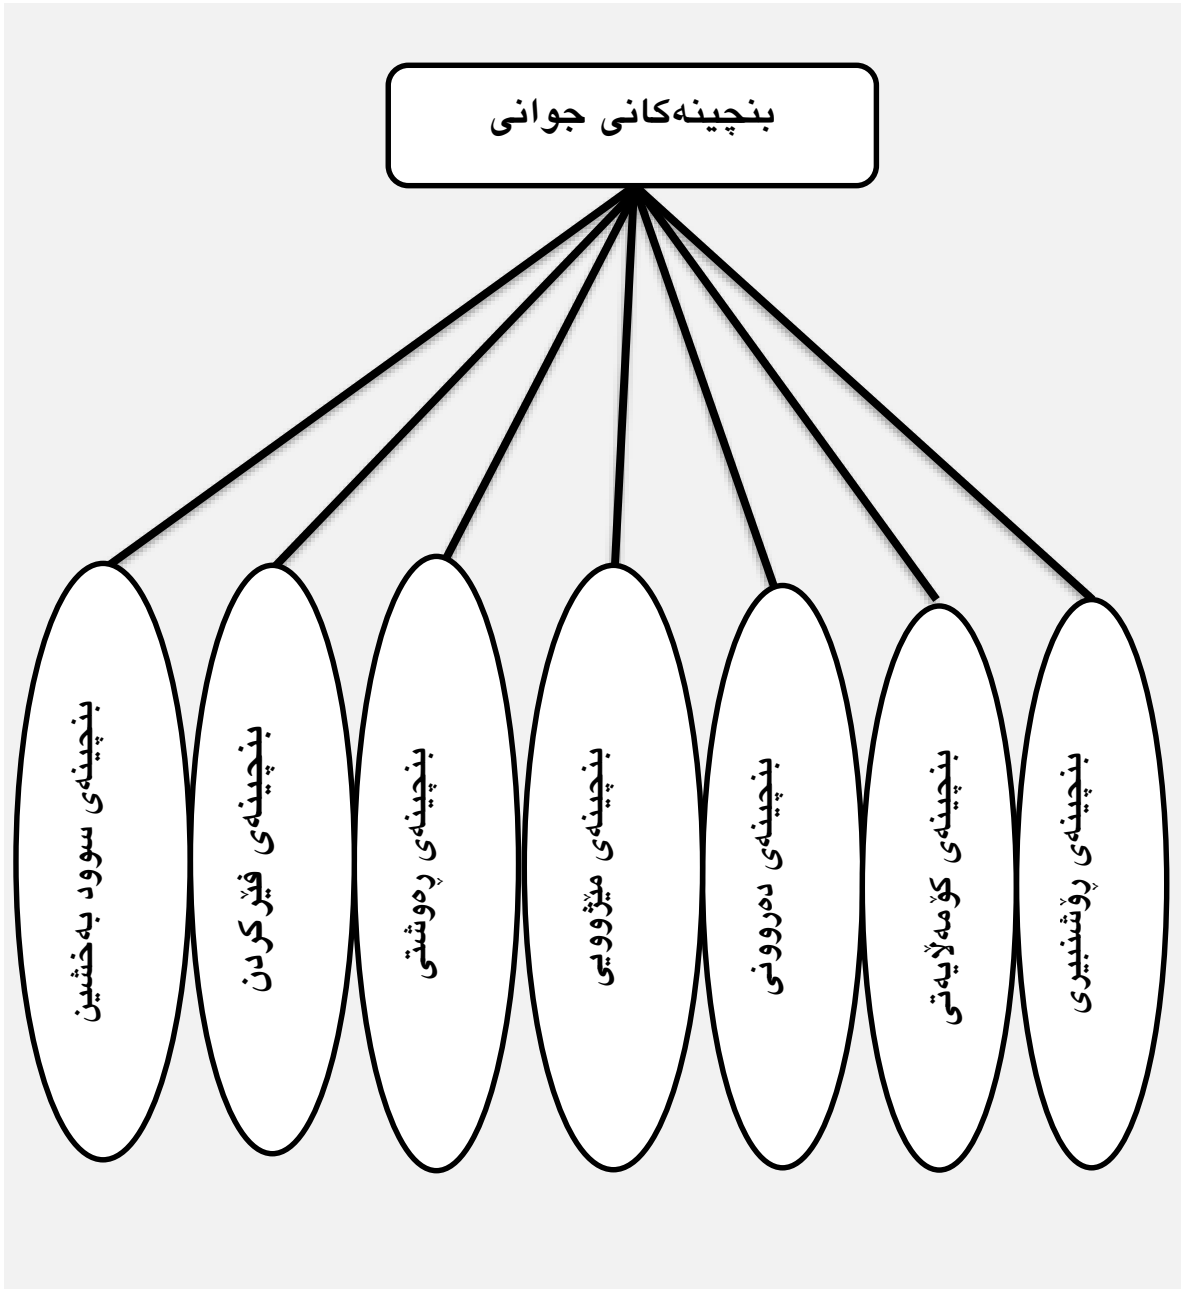 بنچینەکانی جوانی
بنچینەی ڕۆشنبیری
بنچینەی کۆمەڵایەتی
بنچینەی دەروونی
بنچینەی مێژوویی
بنچینەی ڕەوشتی
بنچینەی فێرکردن
بنچینەی سوود بەخشین